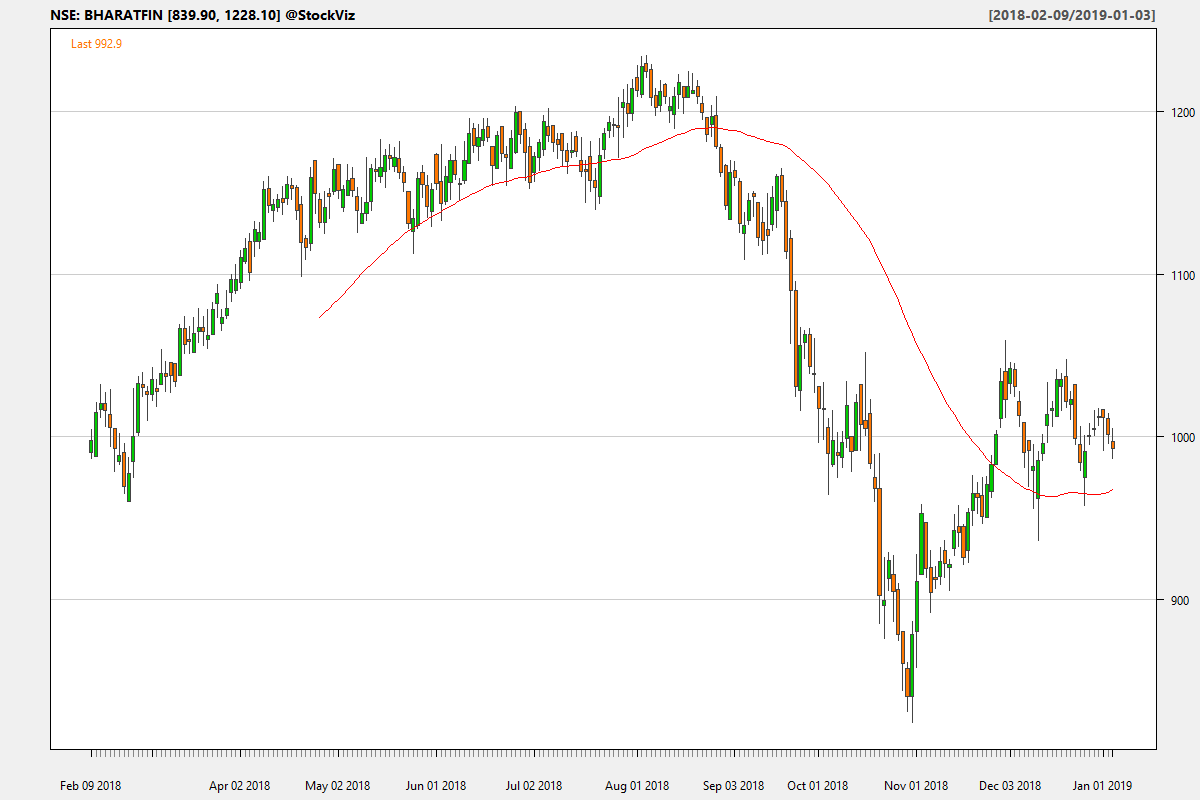 NSE: BHARATFIN [839.90, 1228.10] @StockViz
[2018-02-09/2019-01-03]
Last 992.9
1200
1100
1000
900
Feb 09 2018
Apr 02 2018
May 02 2018
Jun 01 2018
Jul 02 2018
Aug 01 2018
Sep 03 2018
Oct 01 2018
Nov 01 2018
Dec 03 2018
Jan 01 2019